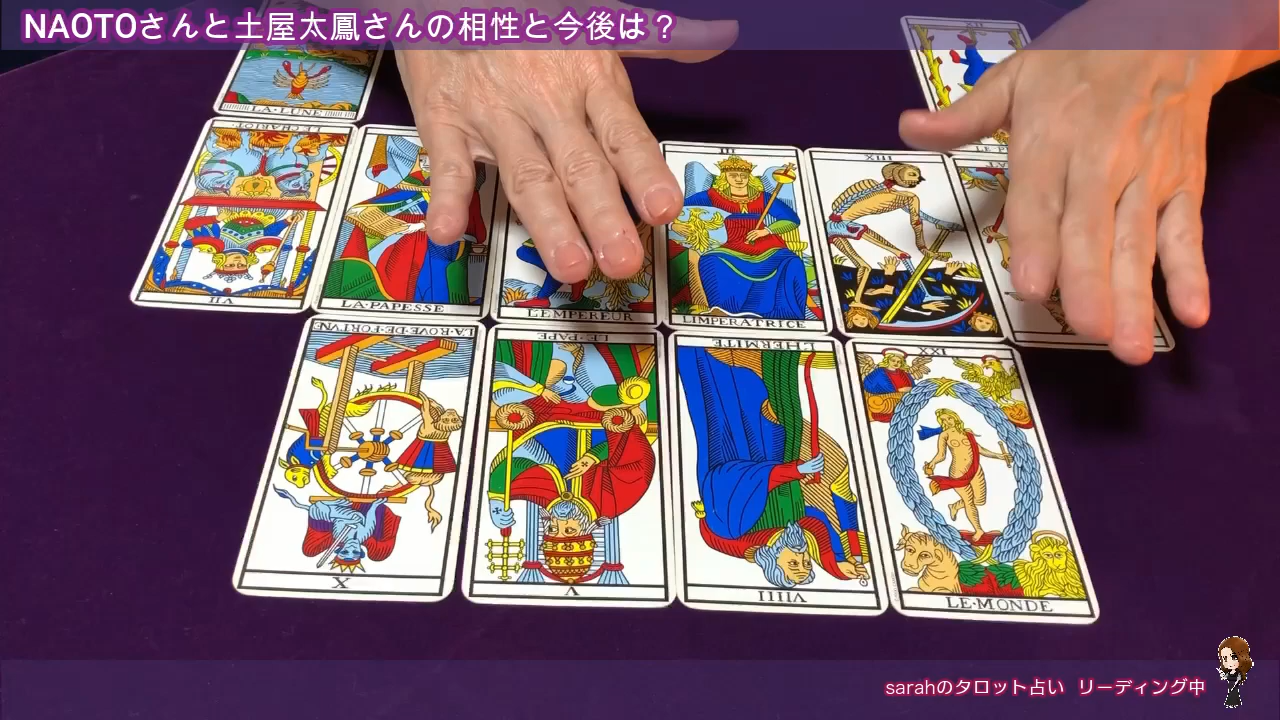 NAOTOさんと土屋太鳳さんの相性と今後は？
LA·LUNE
LE·CHARIOT
VII
LA·PAPESSE
L'EMPEREUR
III
L'IMPERATRICE
XIII
LA·ROVE·DE·FORTVNE
X
LE·PAPE
V
L'HERMITE
VIIII
XXI
LE·MONDE
sarahのタロット占い リーディング中